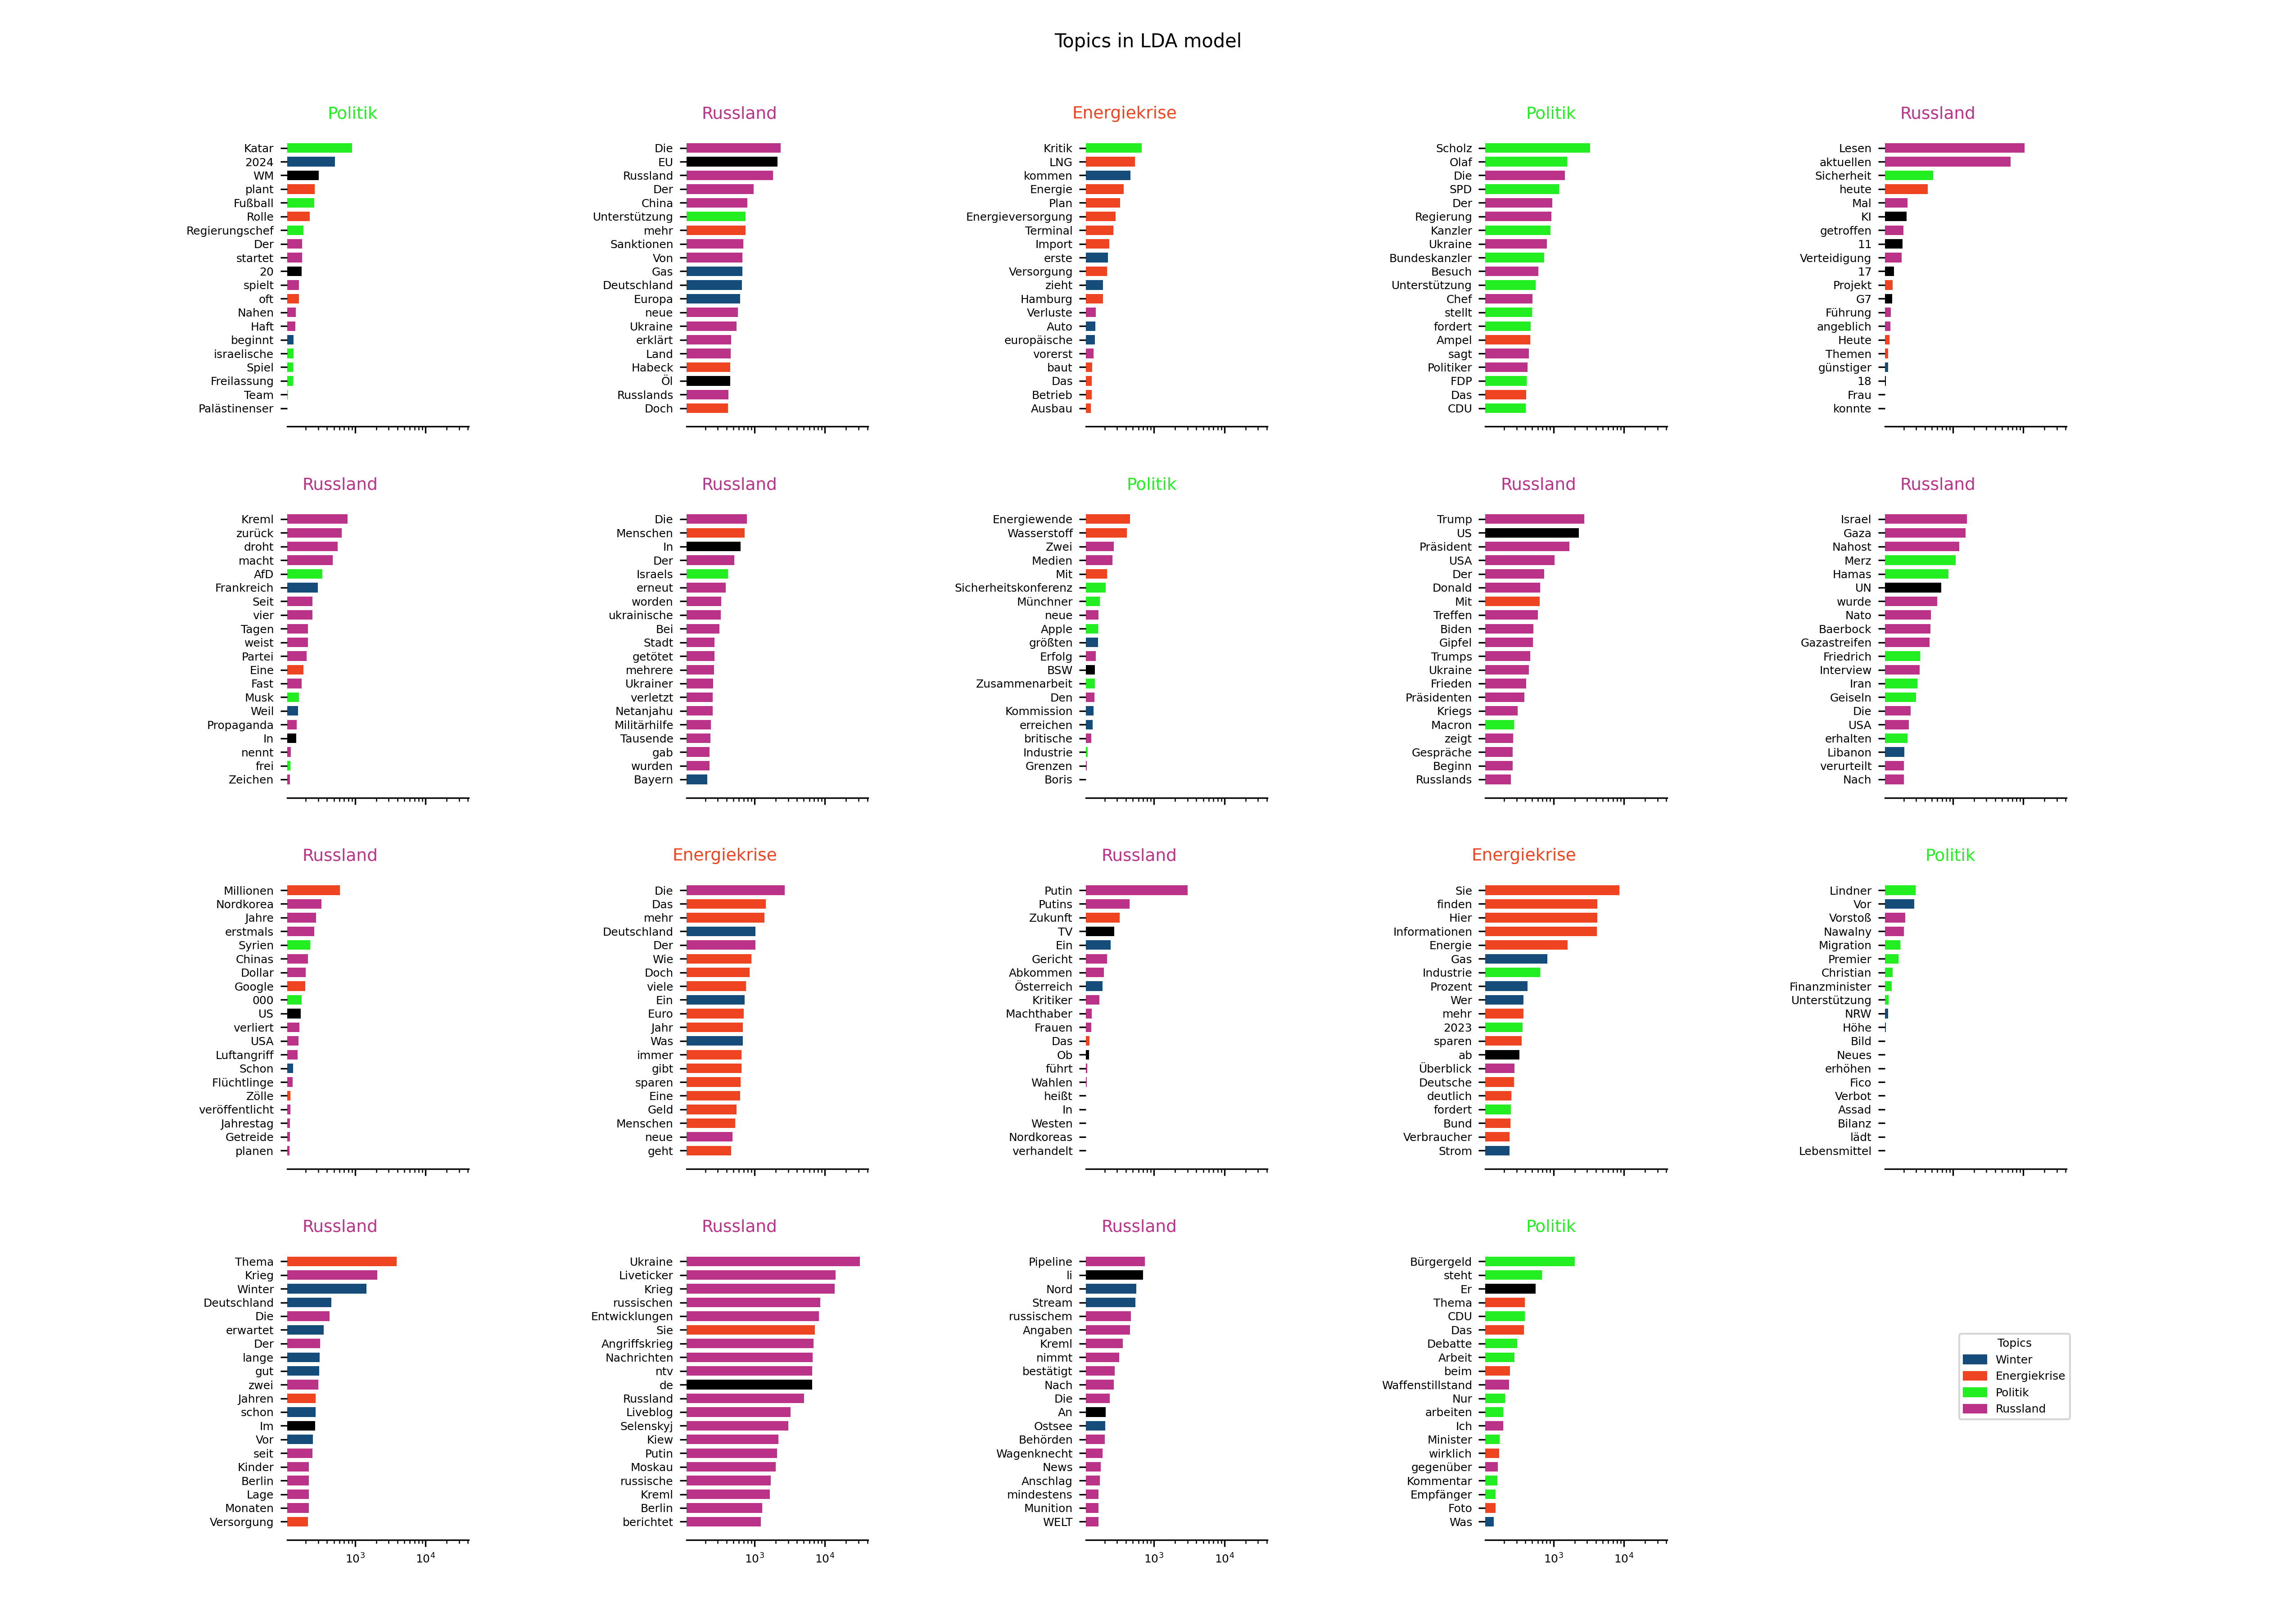 Topics in LDA model
Politik
Katar
2024
WM
plant
Fußball
Rolle
Regierungschef
Der
startet
20
spielt
oft
Nahen
Haft
beginnt
israelische
Spiel
Freilassung
Team
Palästinenser
Russland
Die
EU
Russland
Der
China
Unterstützung
mehr
Sanktionen
Von
Gas
Deutschland
Europa
neue
Ukraine
erklärt
Land
Habeck
Öl
Russlands
Doch
Energiekrise
Kritik
LNG
kommen
Energie
Plan
Energieversorgung
Terminal
Import
erste
Versorgung
zieht
Hamburg
Verluste
Auto
europäische
vorerst
baut
Das
Betrieb
Ausbau
Politik
Scholz
Olaf
Die
SPD
Der
Regierung
Kanzler
Ukraine
Bundeskanzler
Besuch
Unterstützung
Chef
stellt
fordert
Ampel
sagt
Politiker
FDP
Das
CDU
Russland
Lesen
aktuellen
Sicherheit
heute
Mal
KI
getroffen
11
Verteidigung
17
Projekt
G7
Führung
angeblich
Heute
Themen
günstiger
18
Frau
konnte
Russland
Kreml
zurück
droht
macht
AfD
Frankreich
Seit
vier
Tagen
weist
Partei
Eine
Fast
Musk
Weil
Propaganda
In
nennt
frei
Zeichen
Russland
Die
Menschen
In
Der
Israels
erneut
worden
ukrainische
Bei
Stadt
getötet
mehrere
Ukrainer
verletzt
Netanjahu
Militärhilfe
Tausende
gab
wurden
Bayern
Politik
Energiewende
Wasserstoff
Zwei
Medien
Mit
Sicherheitskonferenz
Münchner
neue
Apple
größten
Erfolg
BSW
Zusammenarbeit
Den
Kommission
erreichen
britische
Industrie
Grenzen
Boris
Russland
Trump
US
Präsident
USA
Der
Donald
Mit
Treffen
Biden
Gipfel
Trumps
Ukraine
Frieden
Präsidenten
Kriegs
Macron
zeigt
Gespräche
Beginn
Russlands
Russland
Israel
Gaza
Nahost
Merz
Hamas
UN
wurde
Nato
Baerbock
Gazastreifen
Friedrich
Interview
Iran
Geiseln
Die
USA
erhalten
Libanon
verurteilt
Nach
Russland
Millionen
Nordkorea
Jahre
erstmals
Syrien
Chinas
Dollar
Google
000
US
verliert
USA
Luftangriff
Schon
Flüchtlinge
Zölle
veröffentlicht
Jahrestag
Getreide
planen
Energiekrise
Die
Das
mehr
Deutschland
Der
Wie
Doch
viele
Ein
Euro
Jahr
Was
immer
gibt
sparen
Eine
Geld
Menschen
neue
geht
Russland
Putin
Putins
Zukunft
TV
Ein
Gericht
Abkommen
Österreich
Kritiker
Machthaber
Frauen
Das
Ob
führt
Wahlen
heißt
In
Westen
Nordkoreas
verhandelt
Energiekrise
Sie
finden
Hier
Informationen
Energie
Gas
Industrie
Prozent
Wer
mehr
2023
sparen
ab
Überblick
Deutsche
deutlich
fordert
Bund
Verbraucher
Strom
Politik
Lindner
Vor
Vorstoß
Nawalny
Migration
Premier
Christian
Finanzminister
Unterstützung
NRW
Höhe
Bild
Neues
erhöhen
Fico
Verbot
Assad
Bilanz
lädt
Lebensmittel
Russland
Thema
Krieg
Winter
Deutschland
Die
erwartet
Der
lange
gut
zwei
Jahren
schon
Im
Vor
seit
Kinder
Berlin
Lage
Monaten
Versorgung
10³ 10⁴
Russland
Ukraine
Liveticker
Krieg
russischen
Entwicklungen
Sie
Angriffskrieg
Nachrichten
ntv
de
Russland
Liveblog
Selenskyj
Kiew
Putin
Moskau
russische
Kreml
Berlin
berichtet
10³ 10⁴
Russland
Pipeline
li
Nord
Stream
russischem
Angaben
Kreml
nimmt
bestätigt
Nach
Die
An
Ostsee
Behörden
Wagenknecht
News
Anschlag
mindestens
Munition
WELT
10³ 10⁴
Politik
Bürgergeld
steht
Er
Thema
CDU
Das
Debatte
Arbeit
beim
Waffenstillstand
Nur
arbeiten
Ich
Minister
wirklich
gegenüber
Kommentar
Empfänger
Foto
Was
10³ 10⁴
Topics
Winter
Energiekrise
Politik
Russland